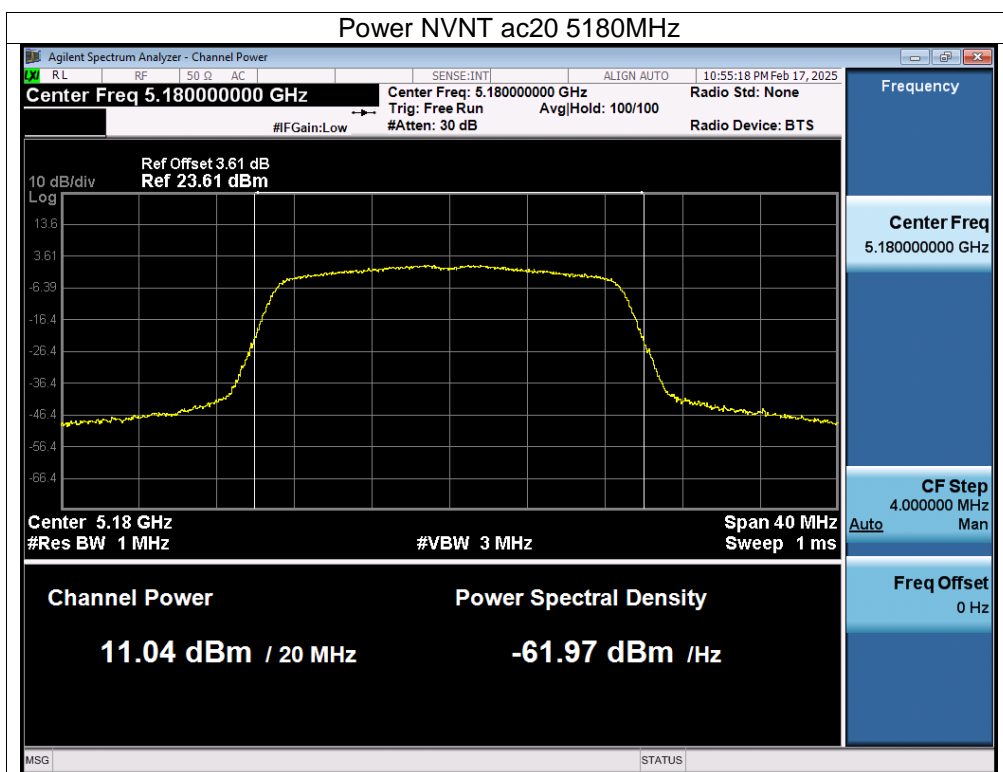 Power NVNT ac20 5180MHz
Agilent Spectrum Analyzer - Channel Power
LXI RL RF 50 Ω AC SENSE:INT ALIGN AUTO 10:55:18 PM Feb 17, 2025
Center Freq 5.180000000 GHz
Center Freq: 5.180000000 GHz
Radio Std: None
Trig: Free Run Avg|Hold: 100/100
#IFGain:Low
#Atten: 30 dB
Radio Device: BTS
Ref Offset 3.61 dB
10 dB/div Ref 23.61 dBm
Log
13.6
3.61
-6.39
-16.4
-26.4
-36.4
-46.4
-56.4
-66.4
Center 5.18 GHz Span 40 MHz
#Res BW 1 MHz #VBW 3 MHz Sweep 1 ms
Channel Power Power Spectral Density
11.04 dBm / 20 MHz -61.97 dBm /Hz
MSG STATUS
Frequency
Center Freq
5.180000000 GHz
CF Step
4.000000 MHz
Auto Man
Freq Offset
0 Hz